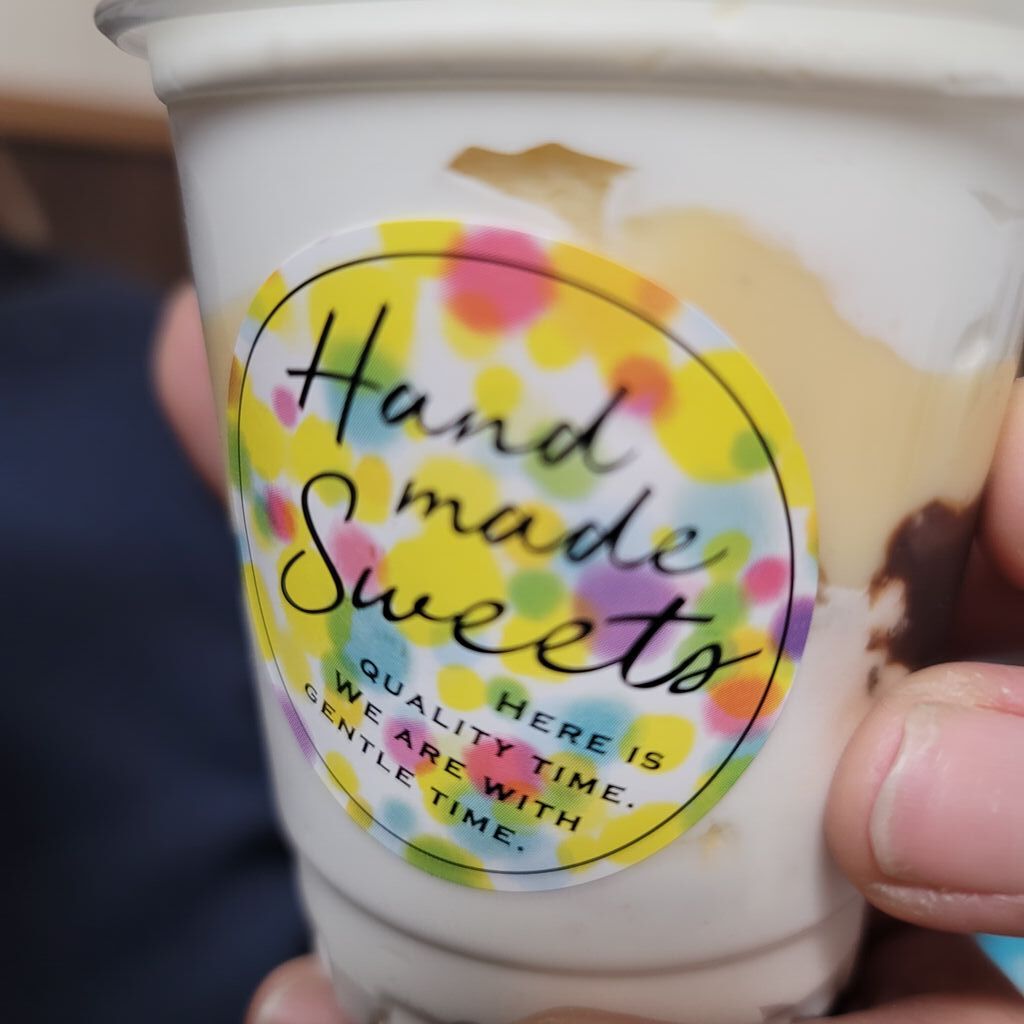 Hand
made
Sweets
HERE IS
QUALITY TIME.
WE ARE WITH
GENTLE TIME.